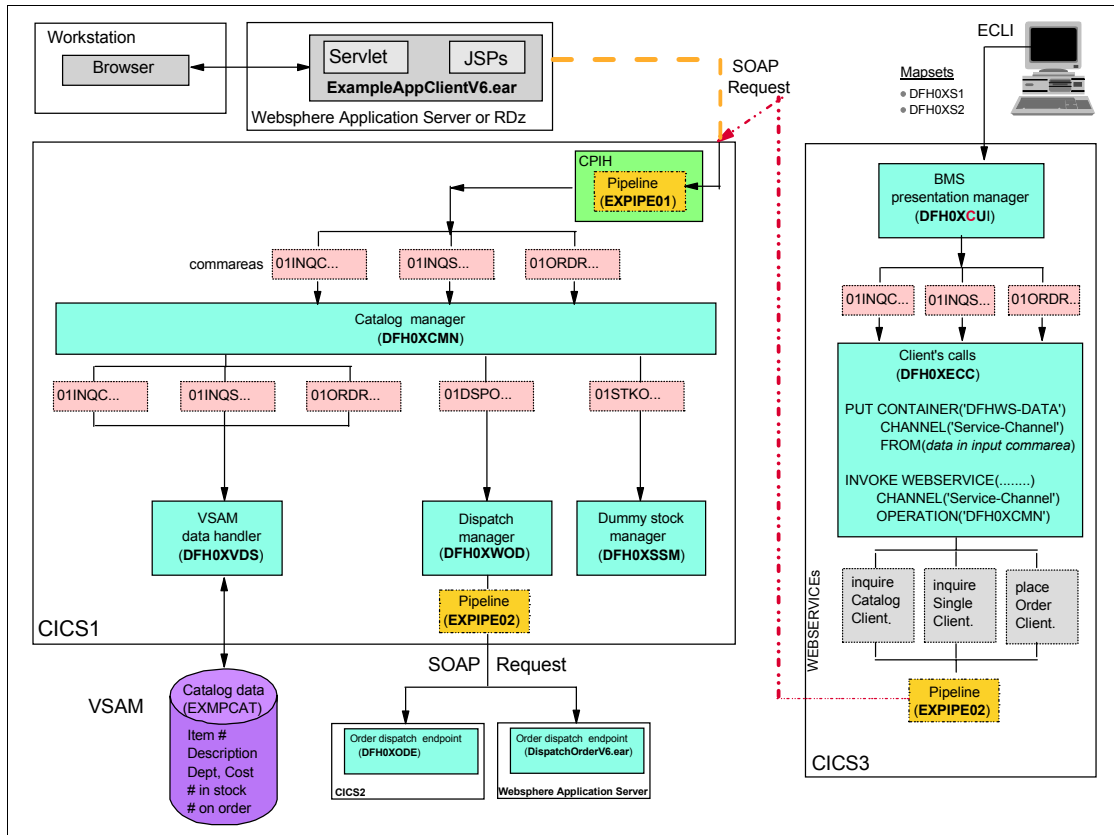 Workstation
Browser
Servlet
JSPs
ExampleAppClientV6.ear
Websphere Application Server or RDz
SOAP
Request
ECLI
Mapsets
DFH0XS1
DFH0XS2
CPIH
Pipeline
(EXPIPE01)
commareas
01INQC...
01INQS...
01ORDR...
Catalog manager
(DFH0XCMN)
01INQC...
01INQS...
01ORDR...
01DSPO...
01STKO...
VSAM
data handler
(DFH0XVDS)
Dispatch
manager
(DFH0XWOD)
Dummy stock
manager
(DFH0XSSM)
Pipeline
(EXPIPE02)
CICS1
SOAP Request
VSAM
Catalog data
(EXMPCAT)
Item #
Description
Dept, Cost
# in stock
# on order
Order dispatch endpoint
(DFH0XODE)
CICS2
Order dispatch endpoint
(DispatchOrderV6.ear)
Websphere Application Server
BMS
presentation manager
(DFH0XCUI)
01INQC...
01INQS...
01ORDR...
Client's calls
(DFH0XECC)
PUT CONTAINER('DFHWS-DATA')
CHANNEL('Service-Channel')
FROM(data in input commarea)
INVOKE WEBSERVICE(........)
CHANNEL('Service-Channel')
OPERATION('DFH0XCMN')
WEBSERVICEs
inquire
Catalog
Client.
inquire
Single
Client.
place
Order
Client.
Pipeline
(EXPIPE02)
CICS3